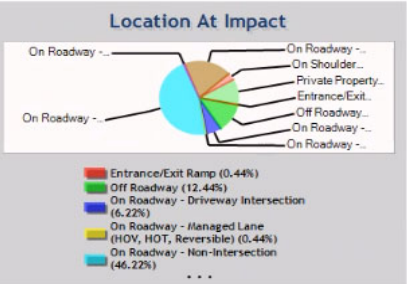 Location At Impact
On Roadway -...
On Roadway -...
On Shoulder...
Private Property...
Entrance/Exit...
On Roadway -...
Off Roadway...
On Roadway -...
On Roadway -...
Entrance/Exit Ramp (0.44%)
Off Roadway (12.44%)
On Roadway - Driveway Intersection
(6.22%)
On Roadway - Managed Lane
(HOV, HOT, Reversible) (0.44%)
On Roadway - Non-Intersection
(46.22%)
...